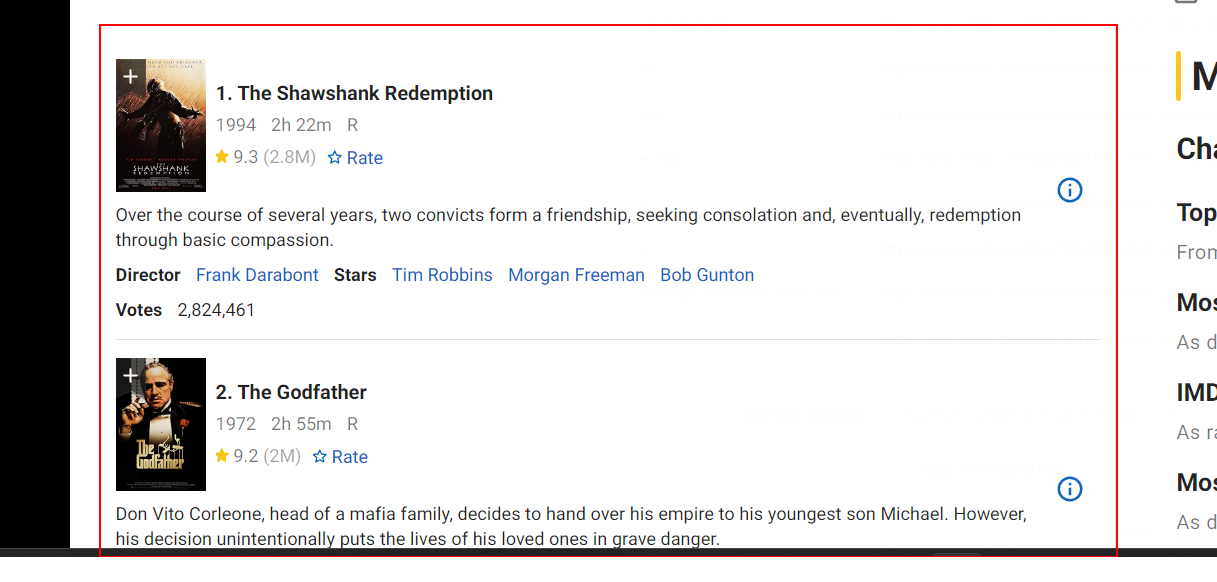 1. The Shawshank Redemption
1994 2h 22m R
9.3 (2.8M) Rate
THE
SHAWSHANK
REDEMPTION
Over the course of several years, two convicts form a friendship, seeking consolation and, eventually, redemption
through basic compassion.
Director Frank Darabont Stars Tim Robbins Morgan Freeman Bob Gunton
Votes 2,824,461
2. The Godfather
1972 2h 55m R
9.2 (2M) Rate
The
Godfather
Don Vito Corleone, head of a mafia family, decides to hand over his empire to his youngest son Michael. However,
his decision unintentionally puts the lives of his loved ones in grave danger.
M
Cha
Top
From
Mos
As d
IMD
As ra
Mos
As d